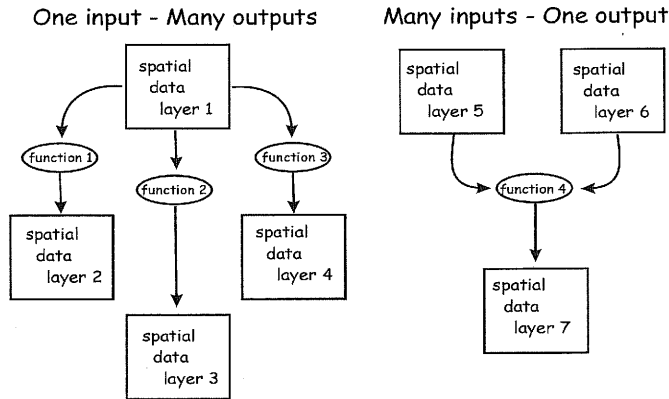 One input - Many outputs
spatial
data
layer 1
function 1
function 2
function 3
spatial
data
layer 2
spatial
data
layer 3
spatial
data
layer 4
Many inputs - One output
spatial
data
layer 5
spatial
data
layer 6
function 4
spatial
data
layer 7